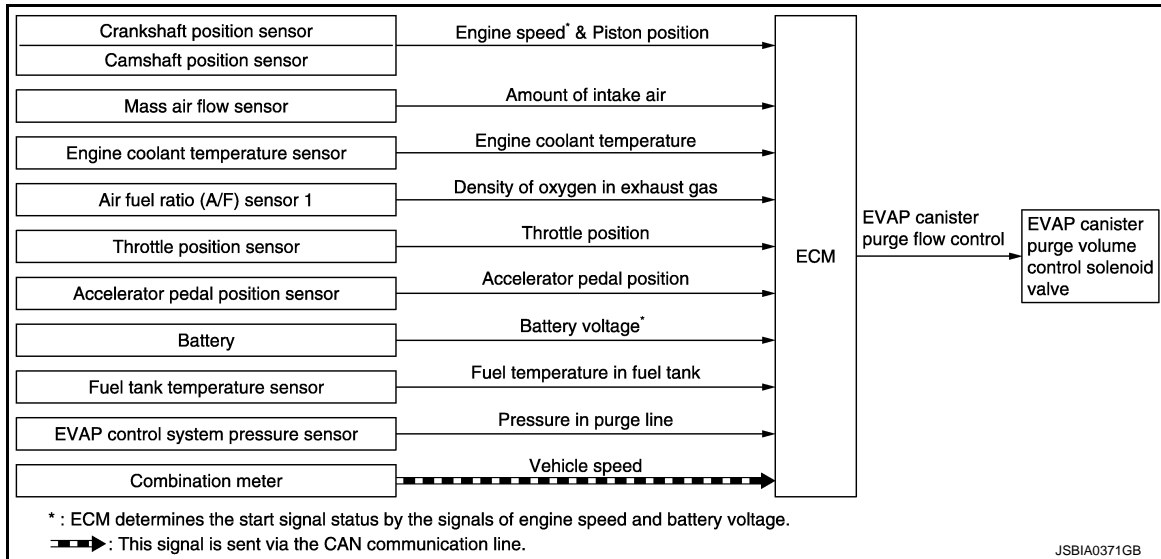 Crankshaft position sensor
Camshaft position sensor
Engine speed* & Piston position
Mass air flow sensor
Amount of intake air
Engine coolant temperature sensor
Engine coolant temperature
Air fuel ratio (A/F) sensor 1
Density of oxygen in exhaust gas
Throttle position sensor
Throttle position
Accelerator pedal position sensor
Accelerator pedal position
Battery
Battery voltage*
Fuel tank temperature sensor
Fuel temperature in fuel tank
EVAP control system pressure sensor
Pressure in purge line
Combination meter
Vehicle speed
ECM
EVAP canister
purge flow control
EVAP canister
purge volume
control solenoid
valve
* : ECM determines the start signal status by the signals of engine speed and battery voltage.
: This signal is sent via the CAN communication line.
JSBIA0371GB